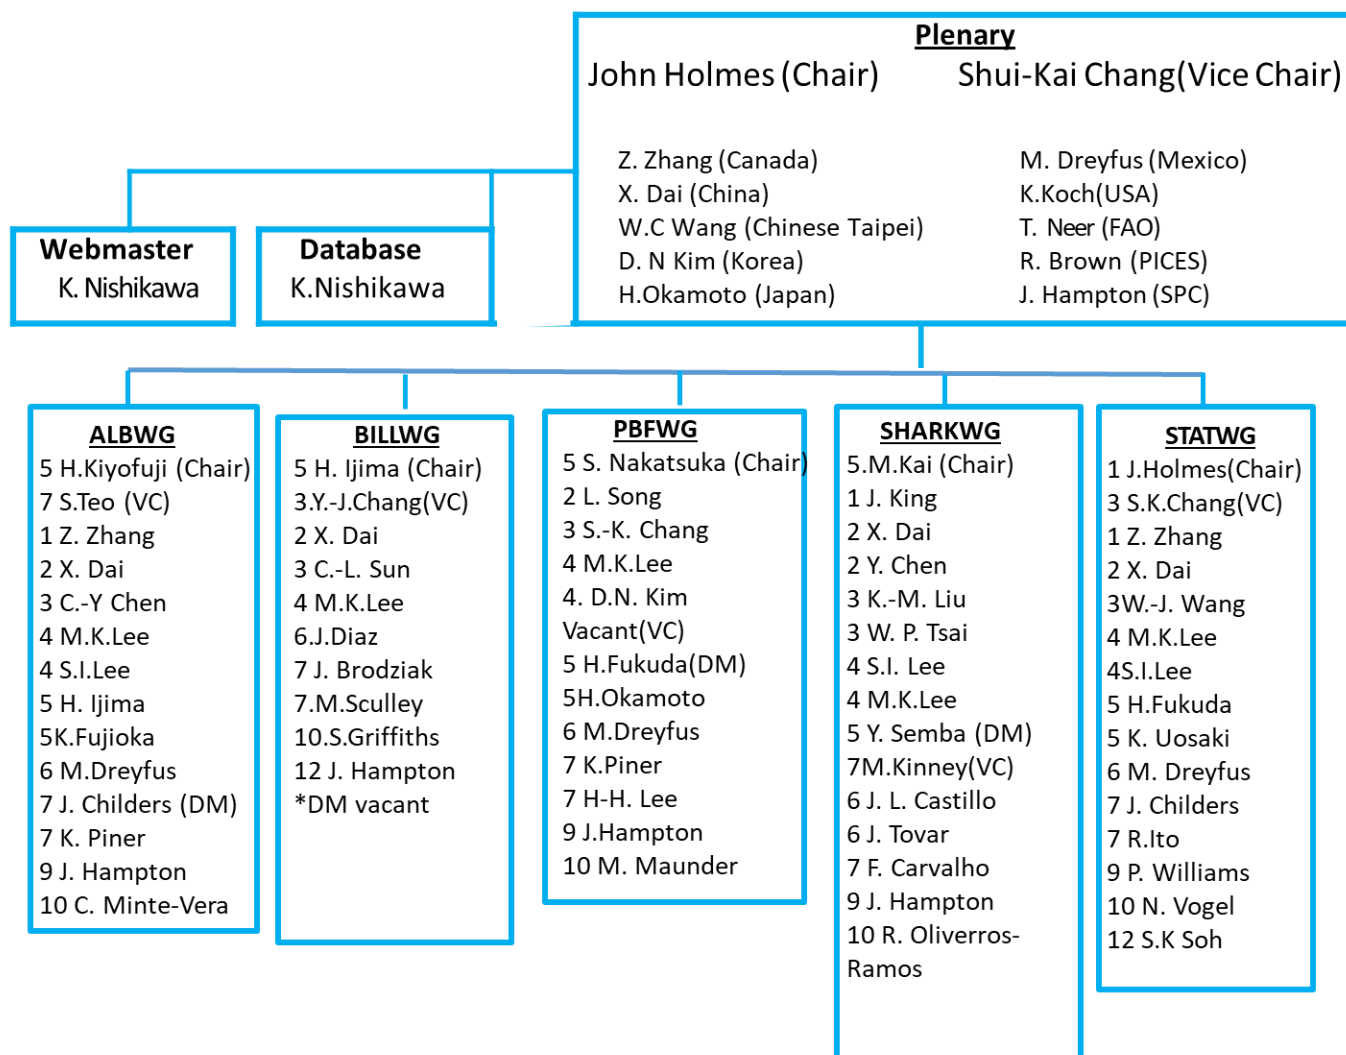 Plenary
John Holmes (Chair) Shui-Kai Chang(Vice Chair)
Z. Zhang (Canada) M. Dreyfus (Mexico)
X. Dai (China) K.Koch(USA)
W.C Wang (Chinese Taipei) T. Neer (FAO)
D. N Kim (Korea) R. Brown (PICES)
H.Okamoto (Japan) J. Hampton (SPC)
Webmaster
K. Nishikawa
Database
K.Nishikawa
ALBWG
5 H.Kiyofuji (Chair)
7 S.Teo (VC)
1 Z. Zhang
2 X. Dai
3 C.-Y Chen
4 M.K.Lee
4 S.I.Lee
5 H. Ijima
5K.Fujioka
6 M.Dreyfus
7 J. Childers (DM)
7 K. Piner
9 J. Hampton
10 C. Minte-Vera
BILLWG
5 H. Ijima (Chair)
3.Y.-J.Chang(VC)
2 X. Dai
3 C.-L. Sun
4 M.K.Lee
6.J.Diaz
7 J. Brodziak
7.M.Sculley
10.S.Griffiths
12 J. Hampton
*DM vacant
PBFWG
5 S. Nakatsuka (Chair)
2 L. Song
3 S.-K. Chang
4 M.K.Lee
4. D.N. Kim
Vacant(VC)
5 H.Fukuda(DM)
5H.Okamoto
6 M.Dreyfus
7 K.Piner
7 H-H. Lee
9 J.Hampton
10 M. Maunder
SHARKWG
5.M.Kai (Chair)
1 J. King
2 X. Dai
2 Y. Chen
3 K.-M. Liu
3 W. P. Tsai
4 S.I. Lee
4 M.K.Lee
5 Y. Semba (DM)
7M.Kinney(VC)
6 J. L. Castillo
6 J. Tovar
7 F. Carvalho
9 J. Hampton
10 R. Oliverros-
Ramos
STATWG
1 J.Holmes(Chair)
3 S.K.Chang(VC)
1 Z. Zhang
2 X. Dai
3W.-J. Wang
4 M.K.Lee
4S.I.Lee
5 H.Fukuda
5 K. Uosaki
6 M. Dreyfus
7 J. Childers
7 R.Ito
9 P. Williams
10 N. Vogel
12 S.K Soh